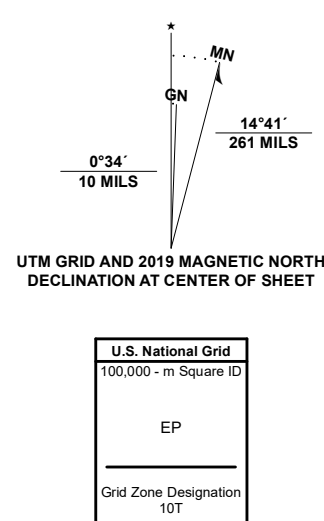 ★
MN
GN
14°41´
261 MILS
0°34´
10 MILS
UTM GRID AND 2019 MAGNETIC NORTH
DECLINATION AT CENTER OF SHEET
U.S. National Grid
100,000 - m Square ID
EP
Grid Zone Designation
10T